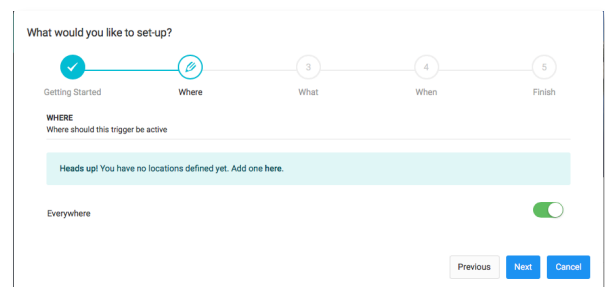 What would you like to set-up?
3
4
5
Getting Started
Where
What
When
Finish
WHERE
Where should this trigger be active
Heads up! You have no locations defined yet. Add one here.
Everywhere
Previous
Next
Cancel